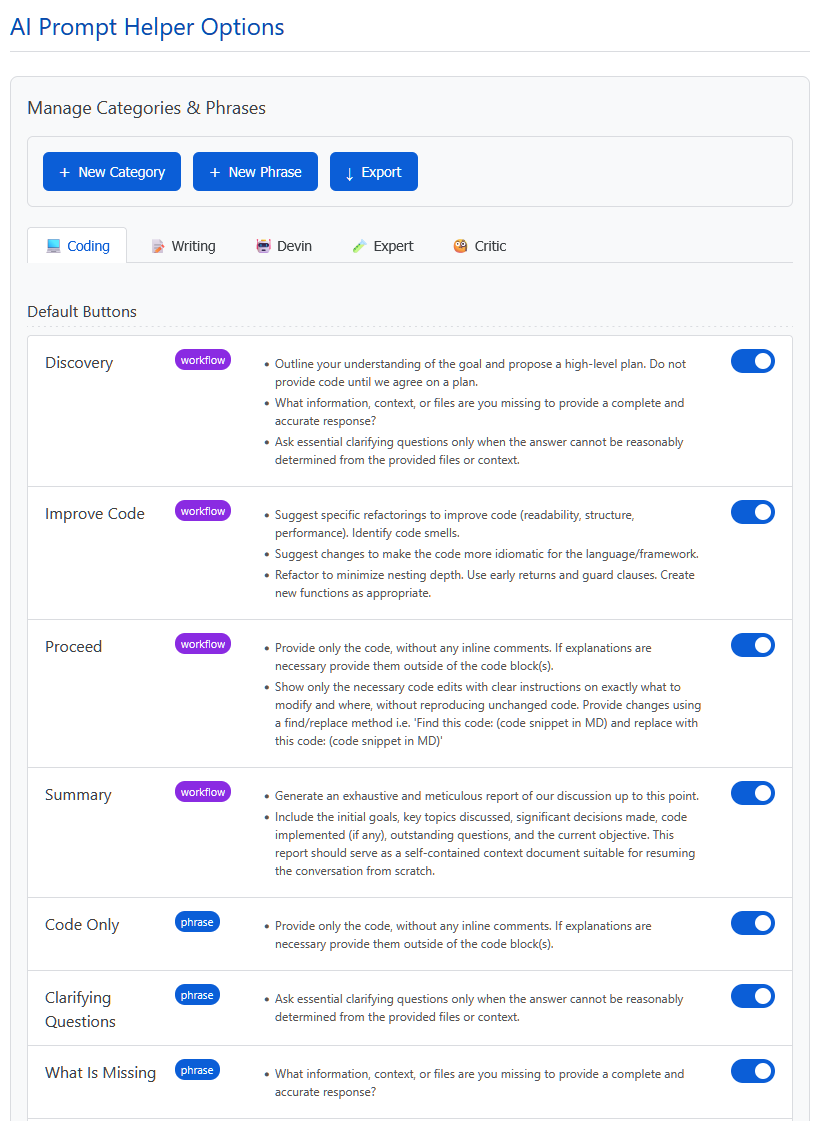 AI Prompt Helper Options
Manage Categories & Phrases
+ New Category
+ New Phrase
↓ Export
Coding
Writing
Devin
Expert
Critic
Default Buttons
Discovery
workflow
• Outline your understanding of the goal and propose a high-level plan. Do not
provide code until we agree on a plan.
• What information, context, or files are you missing to provide a complete and
accurate response?
• Ask essential clarifying questions only when the answer cannot be reasonably
determined from the provided files or context.
Improve Code
workflow
• Suggest specific refactorings to improve code (readability, structure,
performance). Identify code smells.
• Suggest changes to make the code more idiomatic for the language/framework.
• Refactor to minimize nesting depth. Use early returns and guard clauses. Create
new functions as appropriate.
Proceed
workflow
• Provide only the code, without any inline comments. If explanations are
necessary provide them outside of the code block(s).
• Show only the necessary code edits with clear instructions on exactly what to
modify and where, without reproducing unchanged code. Provide changes using
a find/replace method i.e. 'Find this code: (code snippet in MD) and replace with
this code: (code snippet in MD)'
Summary
workflow
• Generate an exhaustive and meticulous report of our discussion up to this point.
• Include the initial goals, key topics discussed, significant decisions made, code
implemented (if any), outstanding questions, and the current objective. This
report should serve as a self-contained context document suitable for resuming
the conversation from scratch.
Code Only
phrase
• Provide only the code, without any inline comments. If explanations are
necessary provide them outside of the code block(s).
Clarifying
Questions
phrase
• Ask essential clarifying questions only when the answer cannot be reasonably
determined from the provided files or context.
What Is Missing
phrase
• What information, context, or files are you missing to provide a complete and
accurate response?